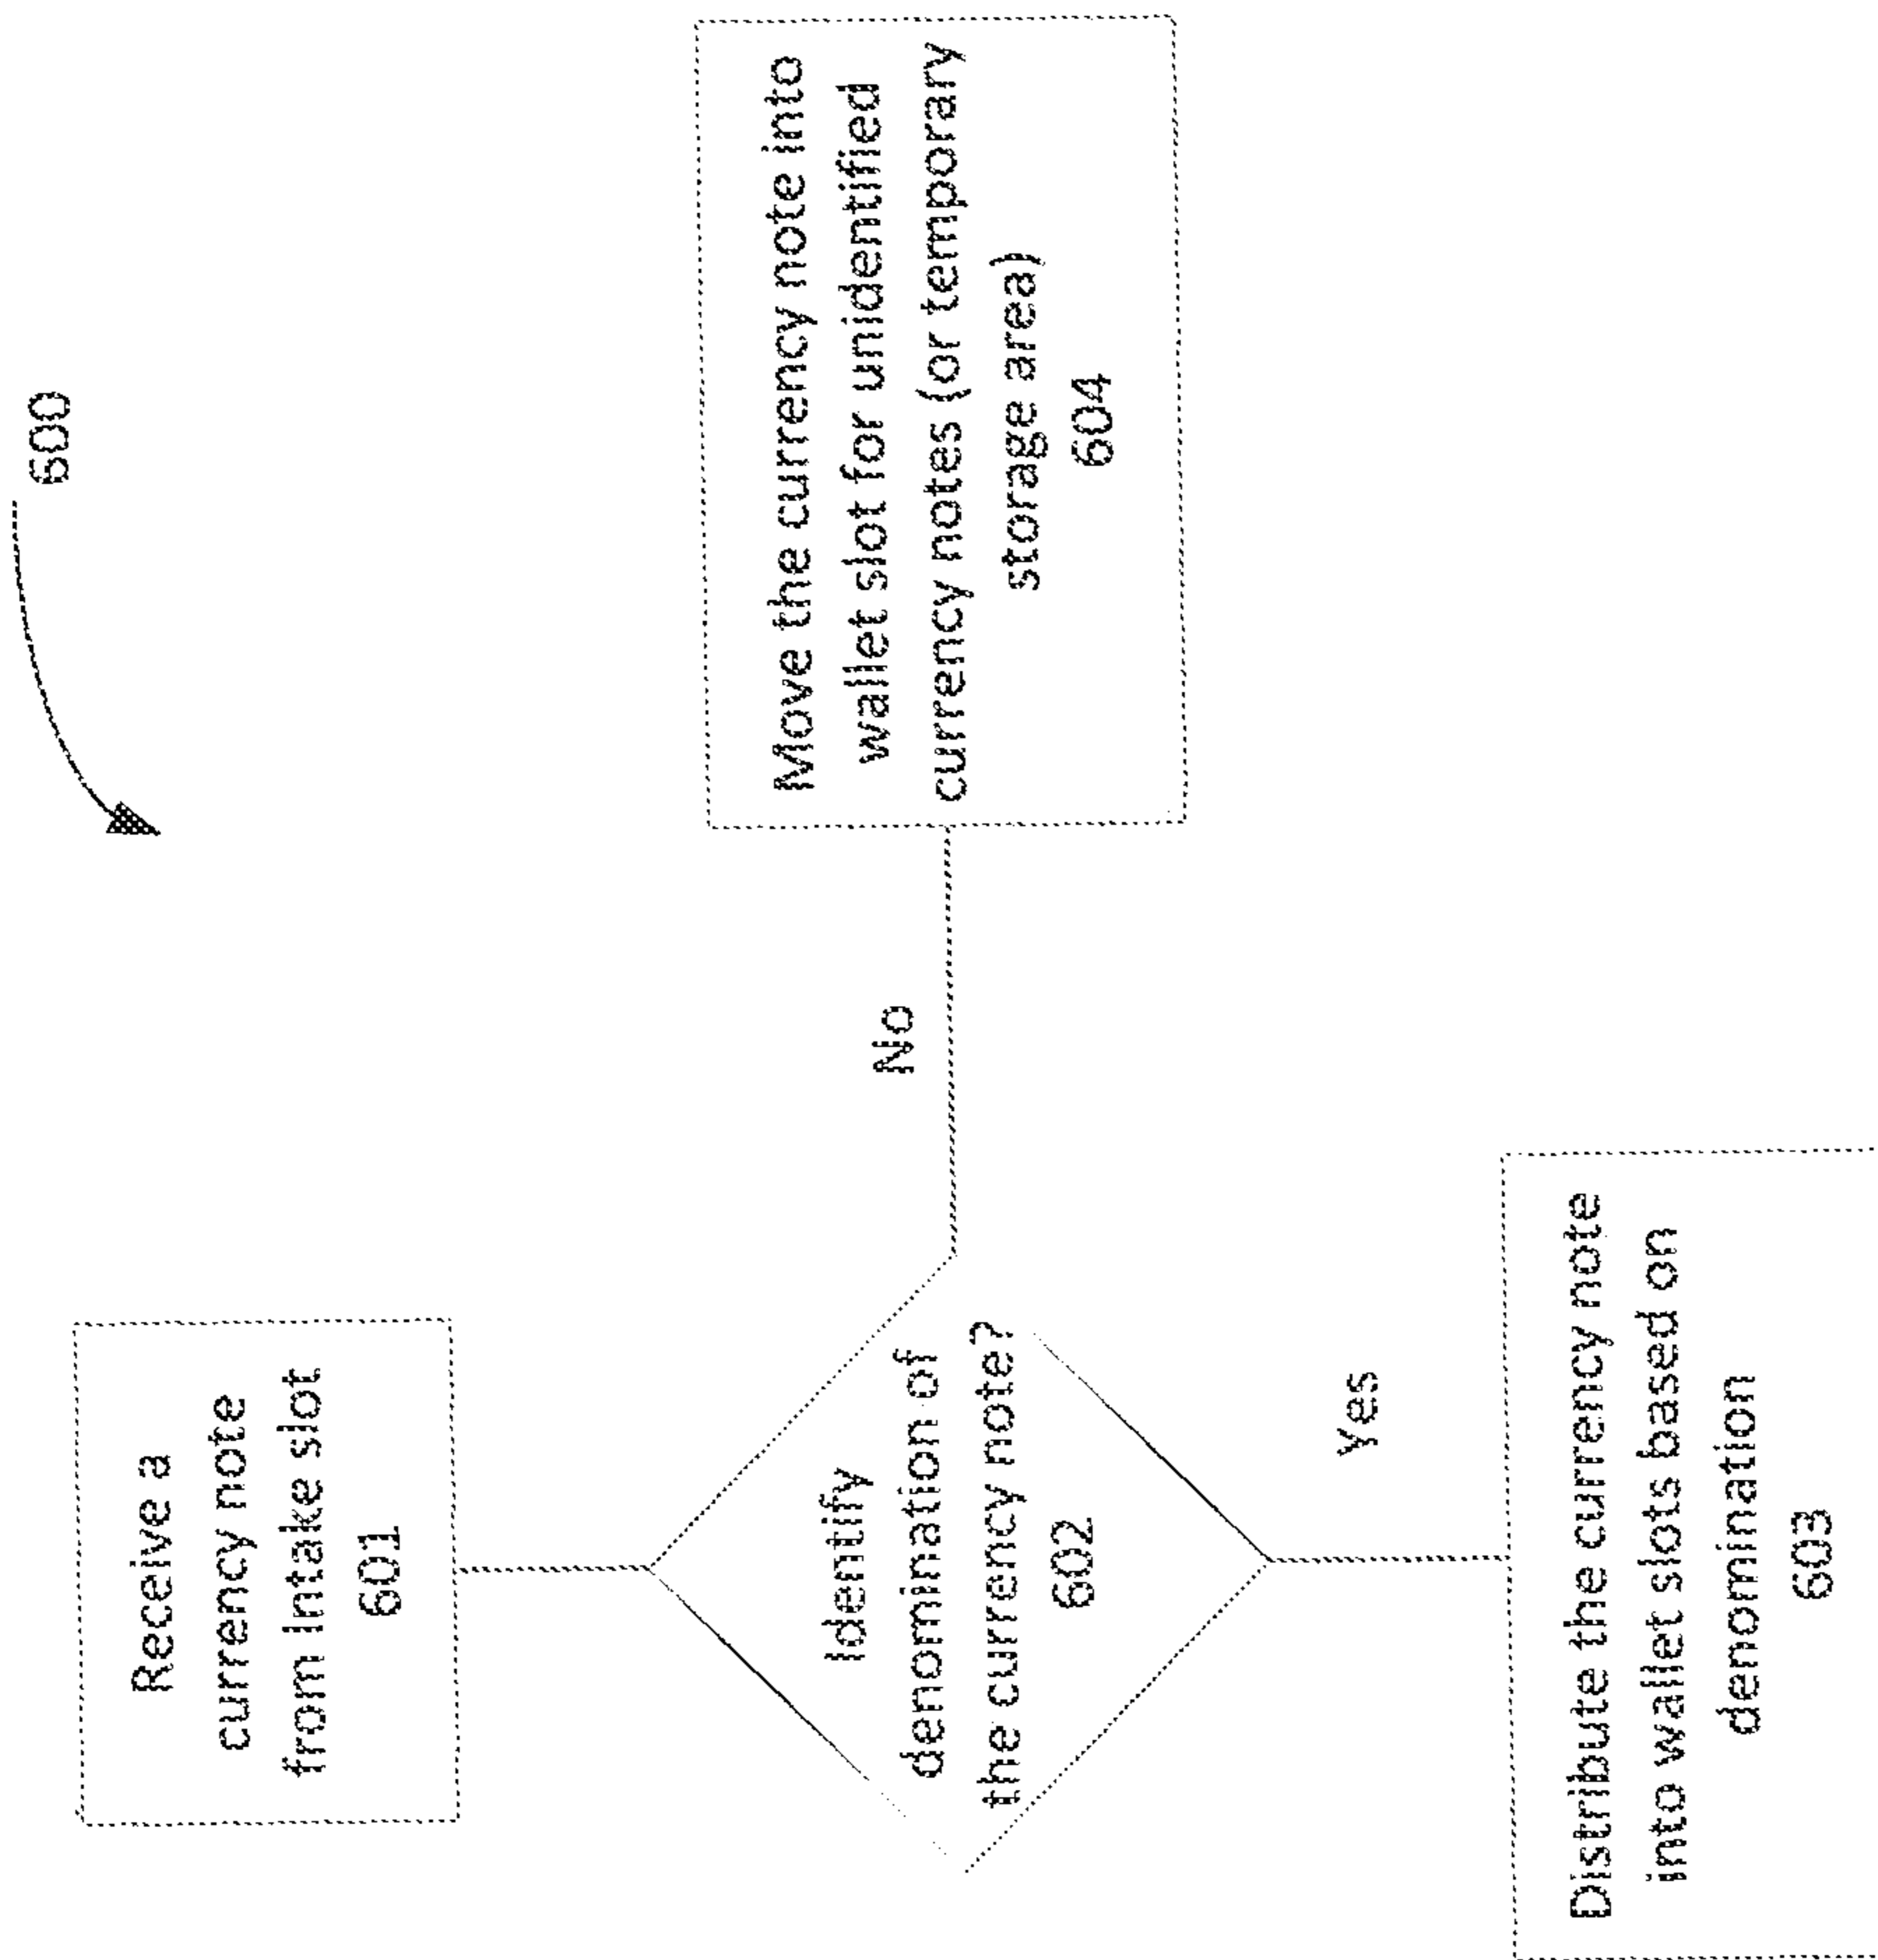 600
Receive a
currency note
from Intake slot
601
Identify
denomination of
the currency note?
602
No
Move the currency note into
wallet slot for unidentified
currency notes (or temporary
storage area)
604
Yes
Distribute the currency note
into wallet slots based on
denomination
603